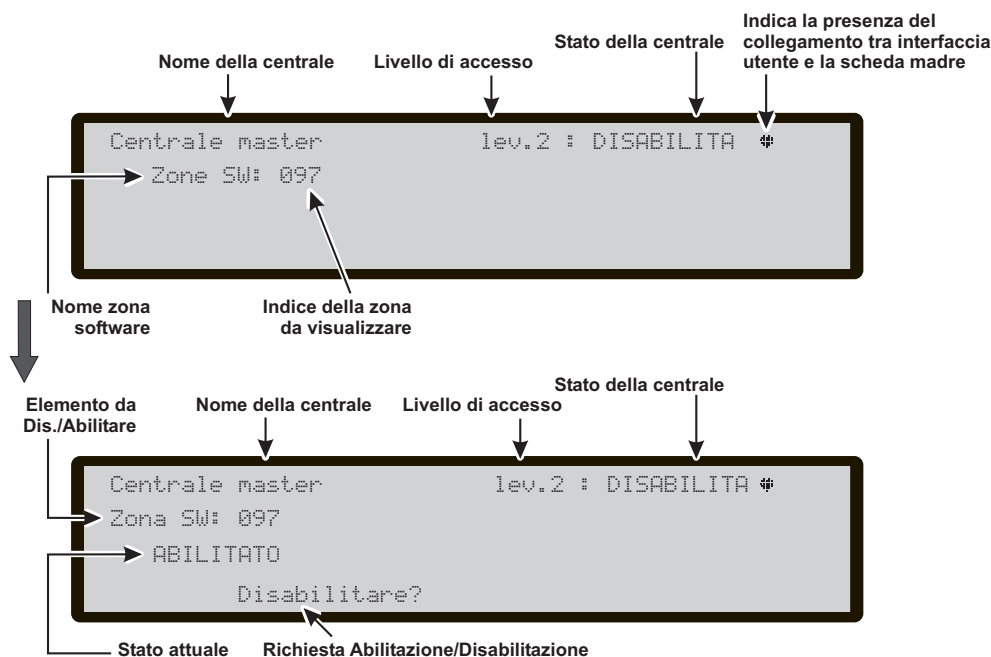 Indica la presenza del
collegamento tra interfaccia
utente e la scheda madre
Stato della centrale
Nome della centrale
Livello di accesso
Centrale master lev.2 : DISABILITA
Zone SW: 097
Nome zona
software
Indice della zona
da visualizzare
Stato della centrale
Elemento da
Dis./Abilitare
Nome della centrale
Livello di accesso
Centrale master lev.2 : DISABILITA
Zona SW: 097
ABILITATO
Disabilitare?
Stato attuale
Richiesta Abilitazione/Disabilitazione